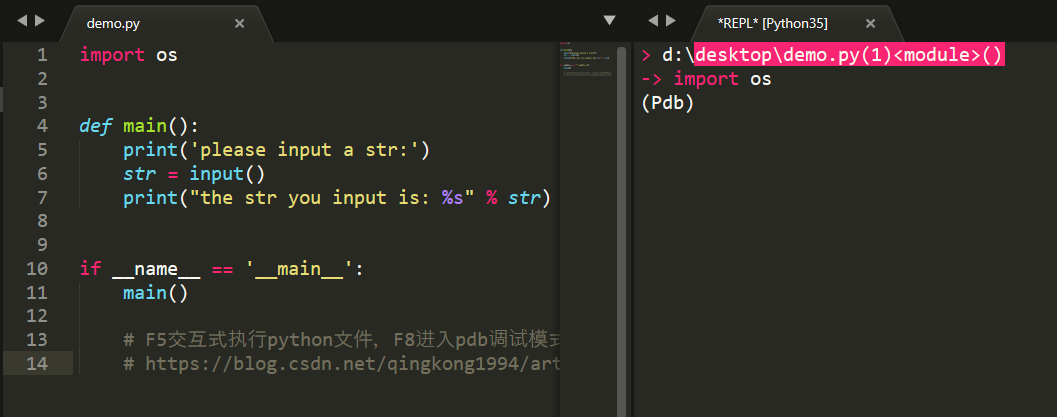 demo.py
1 import os
2
3
4 def main():
5 print('please input a str:')
6 str = input()
7 print("the str you input is: %s" % str)
8
9
10 if __name__ == '__main__':
11 main()
12
13 # F5交互式执行python文件, F8进入pdb调试模式
14 # https://blog.csdn.net/qingkong1994/art
*REPL* [Python35]
> d:\desktop\demo.py(1)<module>()
-> import os
(Pdb)